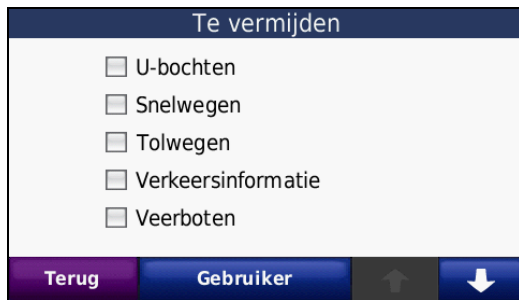 Te vermijden
U-bochten
Snelwegen
Tolwegen
Verkeersinformatie
Veerboten
Terug Gebruiker